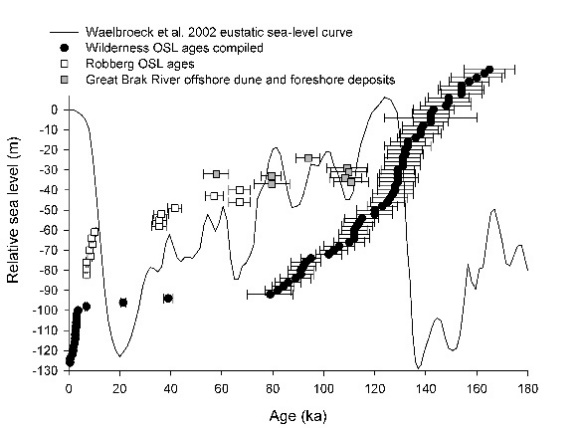 Waelbroeck et al. 2002 eustatic sea-level curve
Wilderness OSL ages compiled
Robberg OSL ages
Great Brak River offshore dune and foreshore deposits
Relative sea level (m)
0
-10
-20
-30
-40
-50
-60
-70
-80
-90
-100
-110
-120
-130
0 20 40 60 80 100 120 140 160 180
Age (ka)